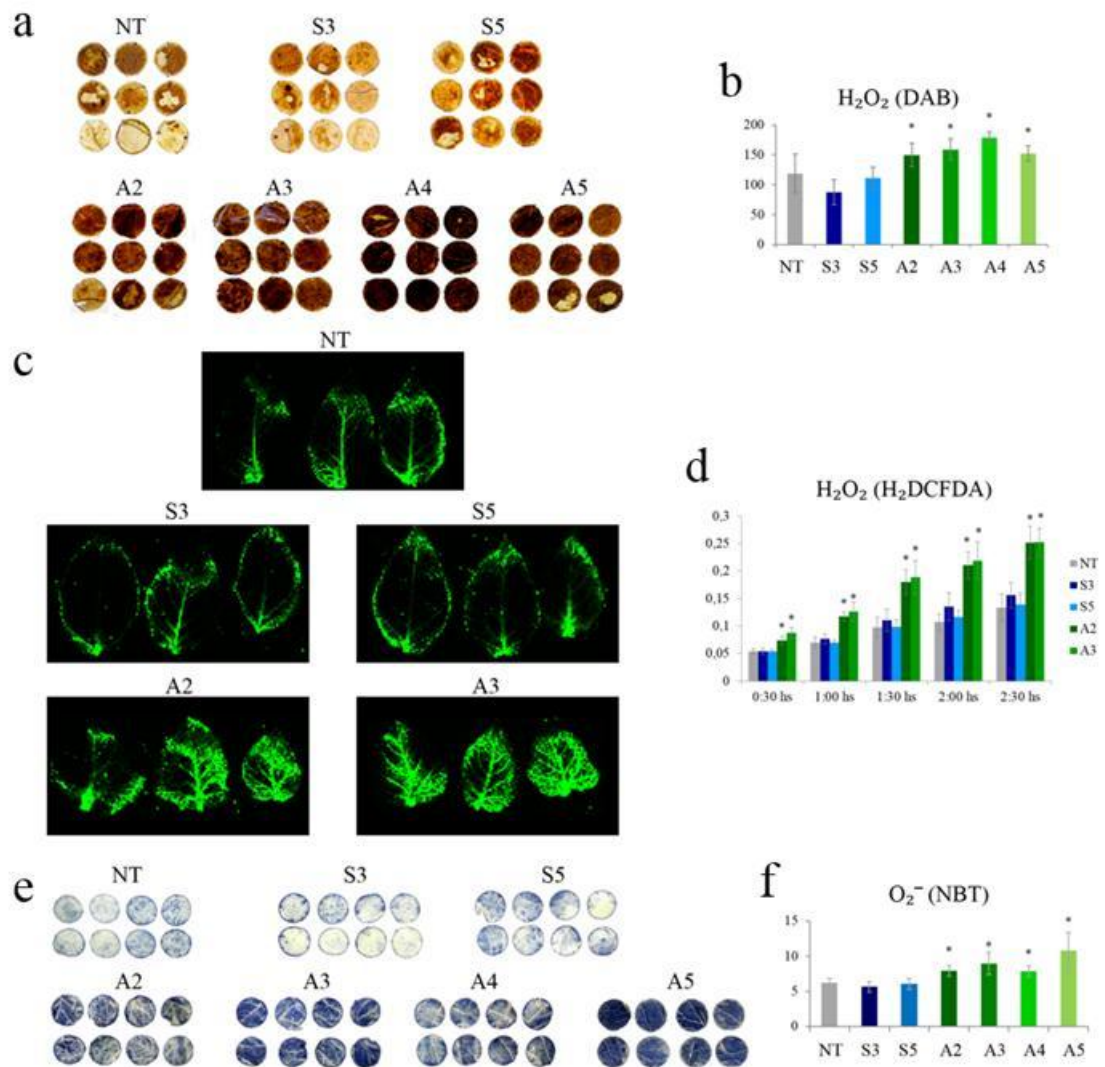 a
NT S3 S5
A2 A3 A4 A5
b
H₂O₂ (DAB)
200
150
100
50
0
NT S3 S5 A2 A3 A4 A5
* * * *
c
NT
S3 S5
A2 A3
d
H₂O₂ (H₂DCFDA)
0,3
0,25
0,2
0,15
0,1
0,05
0
* * * * * * * * * *
0:30 hs 1:00 hs 1:30 hs 2:00 hs 2:30 hs
NT
S3
S5
A2
A3
e
NT S3 S5
A2 A3 A4 A5
f
O₂⁻ (NBT)
15
10
5
0
* * * *
NT S3 S5 A2 A3 A4 A5